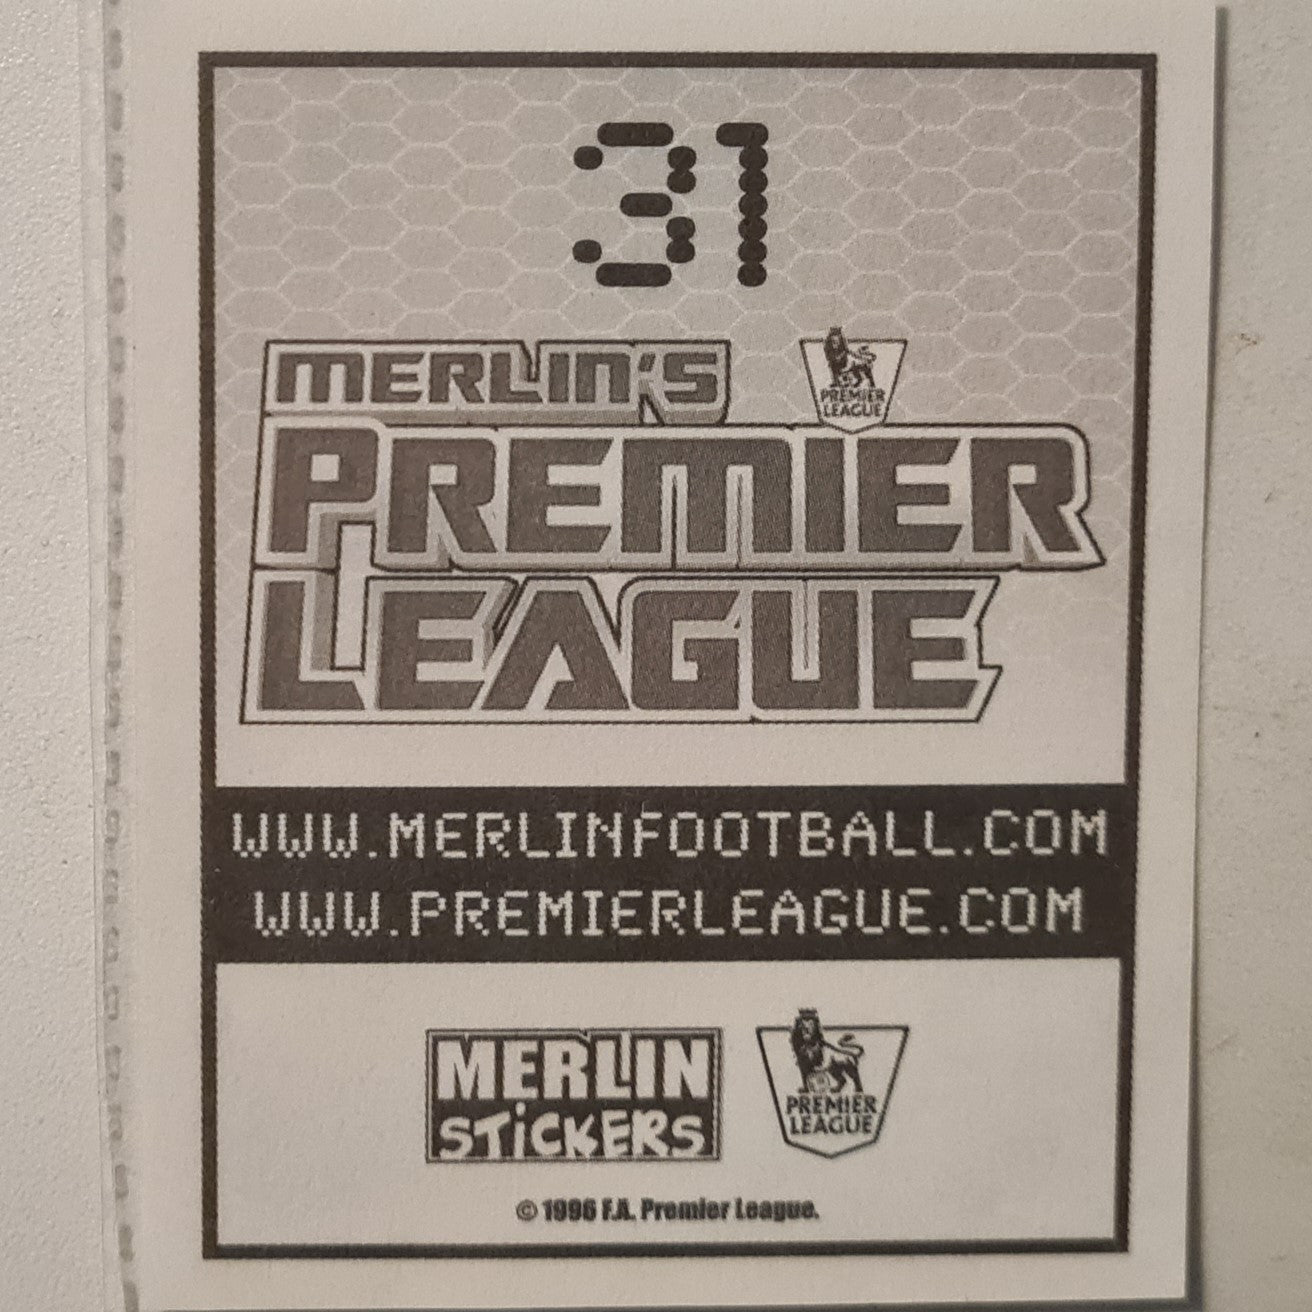 31
MERLIN'S
PREMIER LEAGUE
PREMIER
LEAGUE
WWW.MERLINFOOTBALL.COM
WWW.PREMIERLEAGUE.COM
MERLIN
STiCKERS
PREMIER
LEAGUE
© 1996 F.A. Premier League.